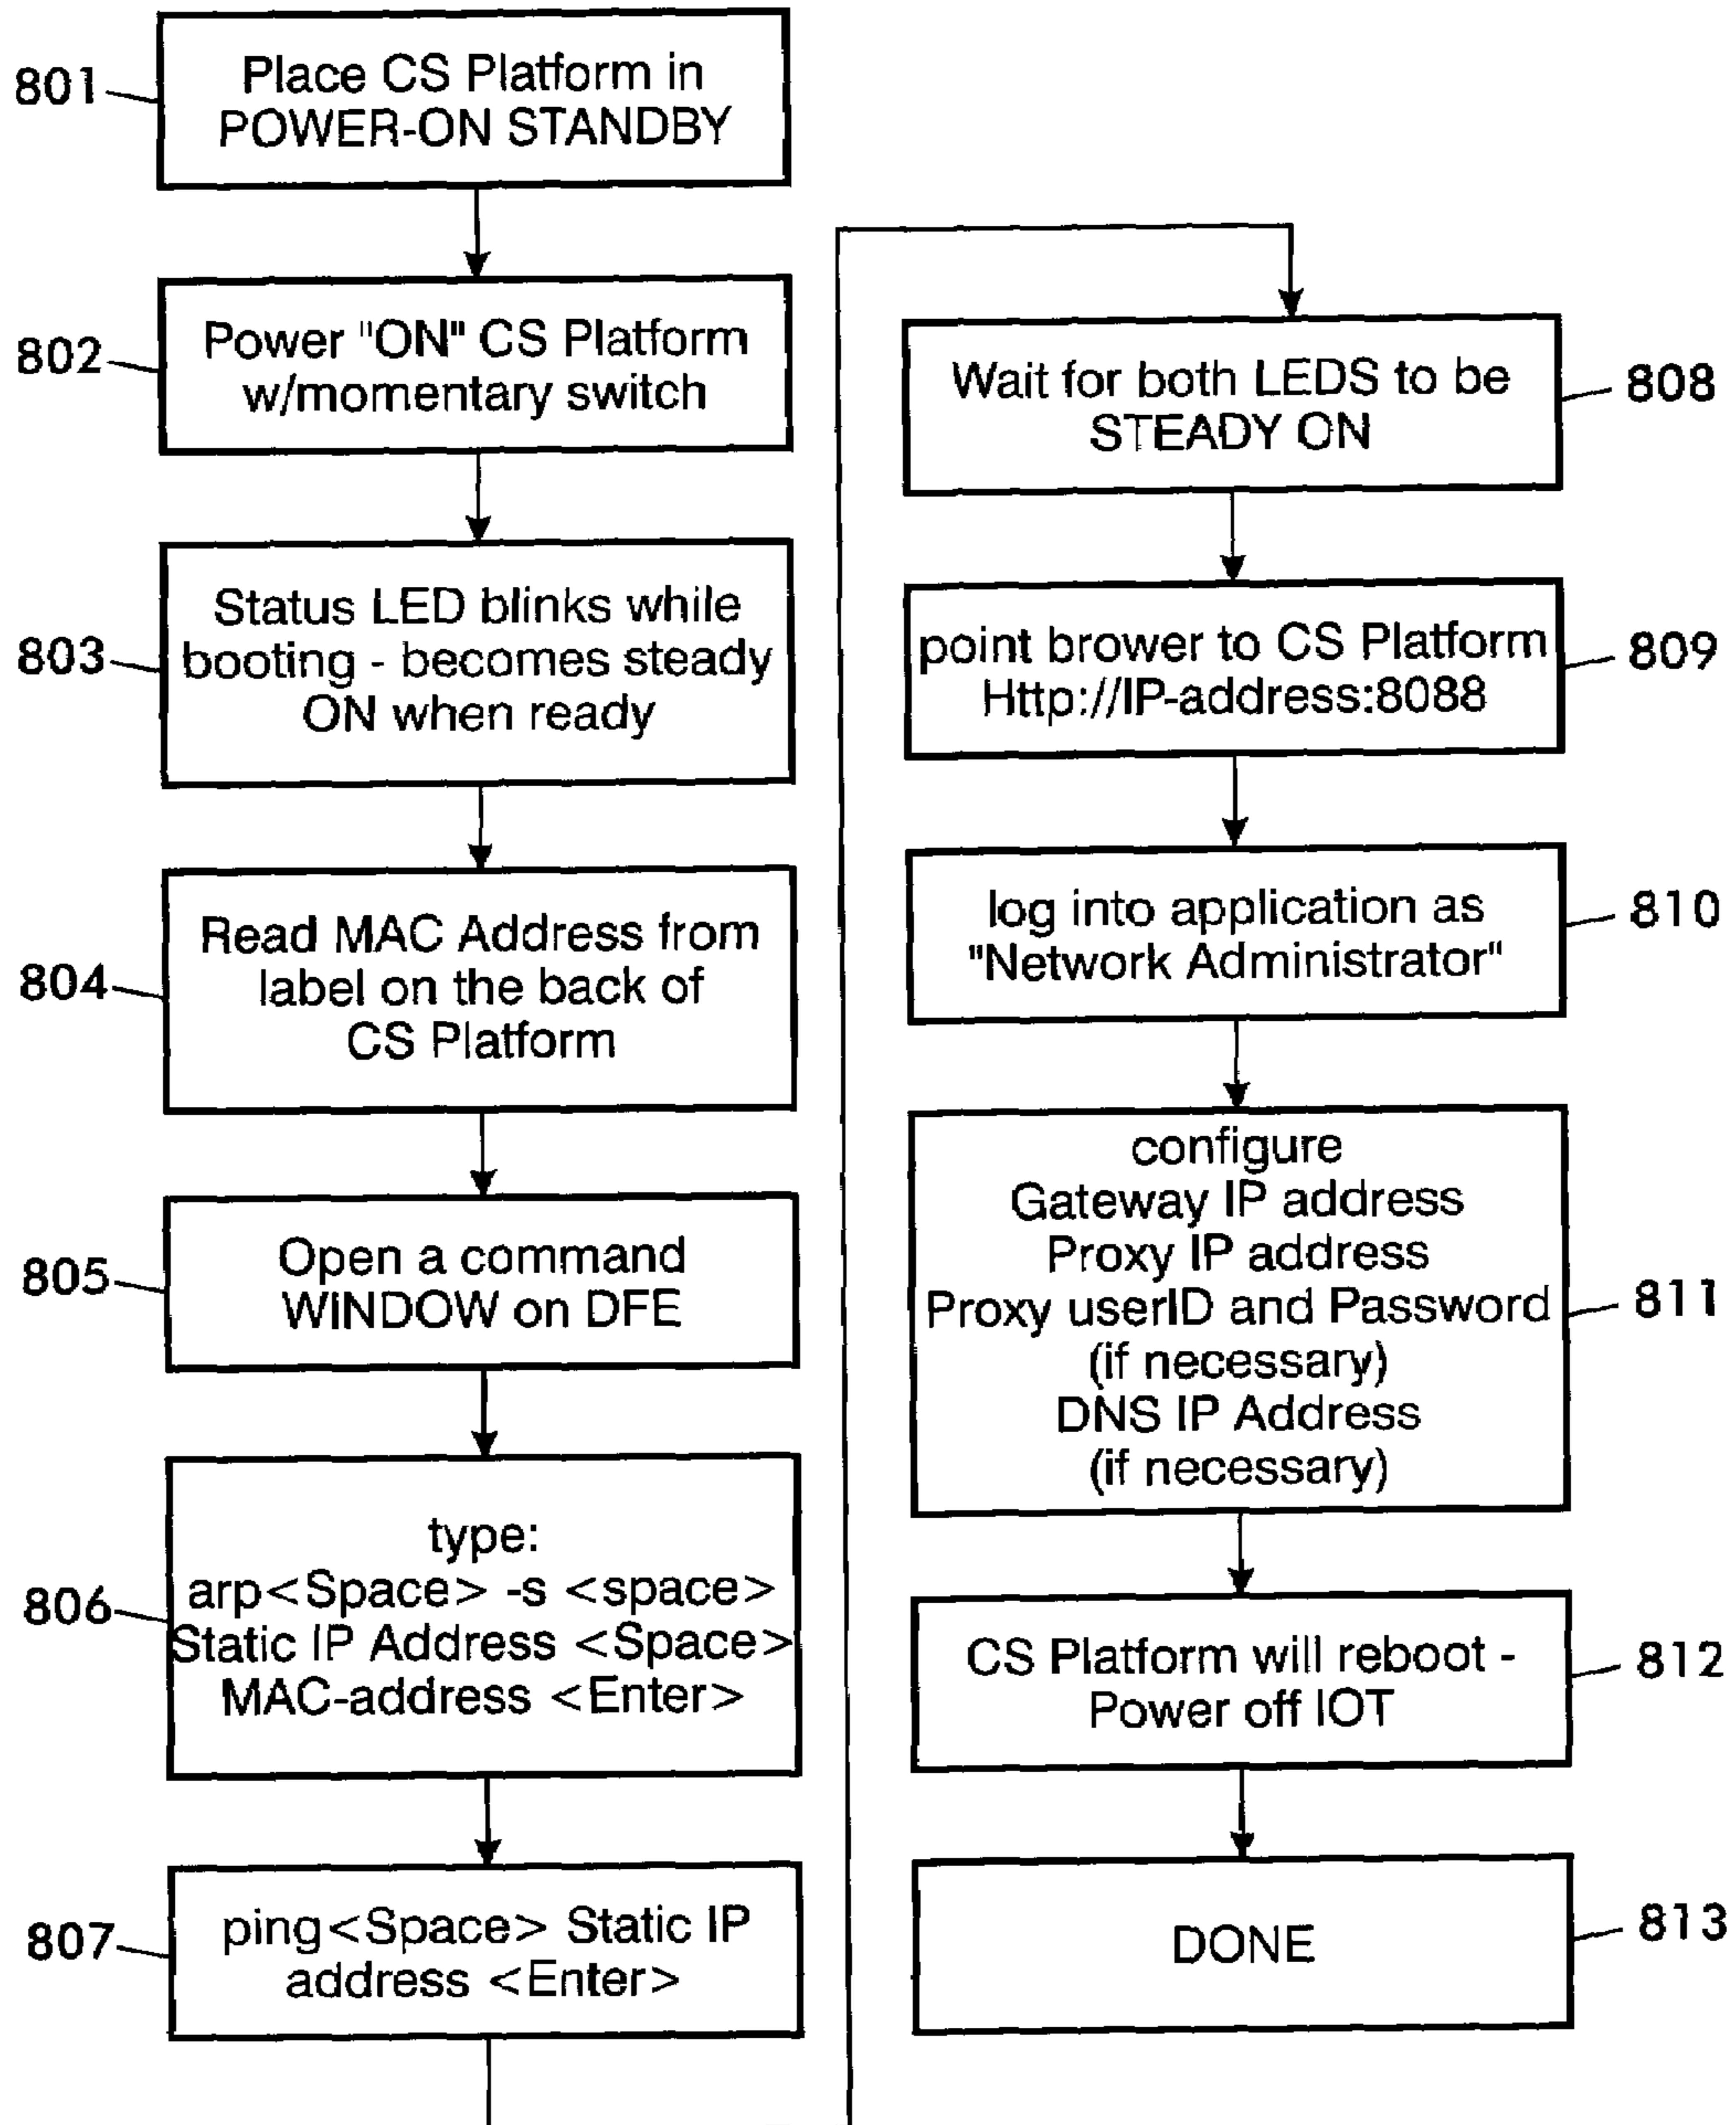 801
Place CS Platform in
POWER-ON STANDBY
802
Power "ON" CS Platform
w/momentary switch
803
Status LED blinks while
booting - becomes steady
ON when ready
804
Read MAC Address from
label on the back of
CS Platform
805
Open a command
WINDOW on DFE
806
type:
arp<Space> -s <space>
Static IP Address <Space>
MAC-address <Enter>
807
ping<Space> Static IP
address <Enter>
Wait for both LEDS to be
STEADY ON
808
point brower to CS Platform
Http://IP-address:8088
809
log into application as
"Network Administrator"
810
configure
Gateway IP address
Proxy IP address
Proxy userID and Password
(if necessary)
DNS IP Address
(if necessary)
811
CS Platform will reboot -
Power off IOT
812
DONE
813